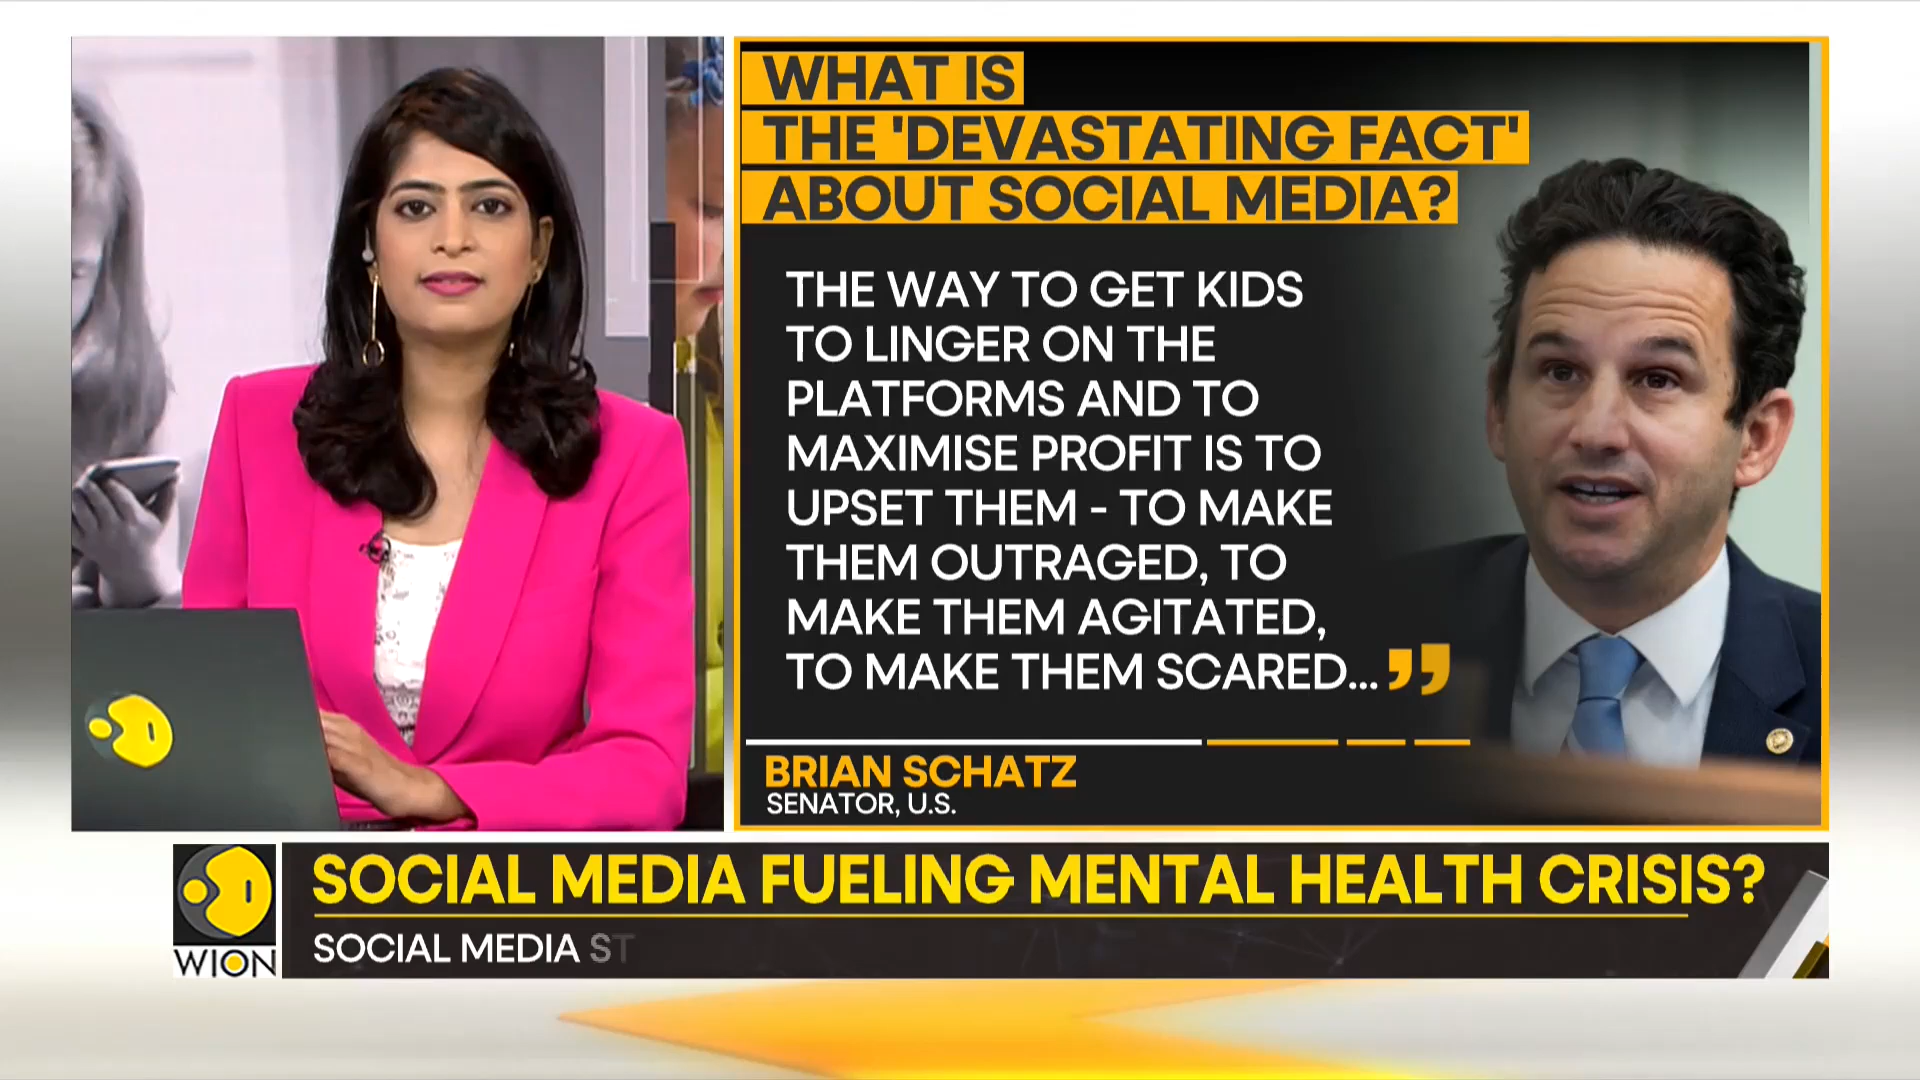 WHAT IS
THE 'DEVASTATING FACT'
ABOUT SOCIAL MEDIA?
THE WAY TO GET KIDS
TO LINGER ON THE
PLATFORMS AND TO
MAXIMISE PROFIT IS TO
UPSET THEM - TO MAKE
THEM OUTRAGED, TO
MAKE THEM AGITATED,
TO MAKE THEM SCARED...”
BRIAN SCHATZ
SENATOR, U.S.
SOCIAL MEDIA FUELING MENTAL HEALTH CRISIS?
SOCIAL MEDIA ST
WION